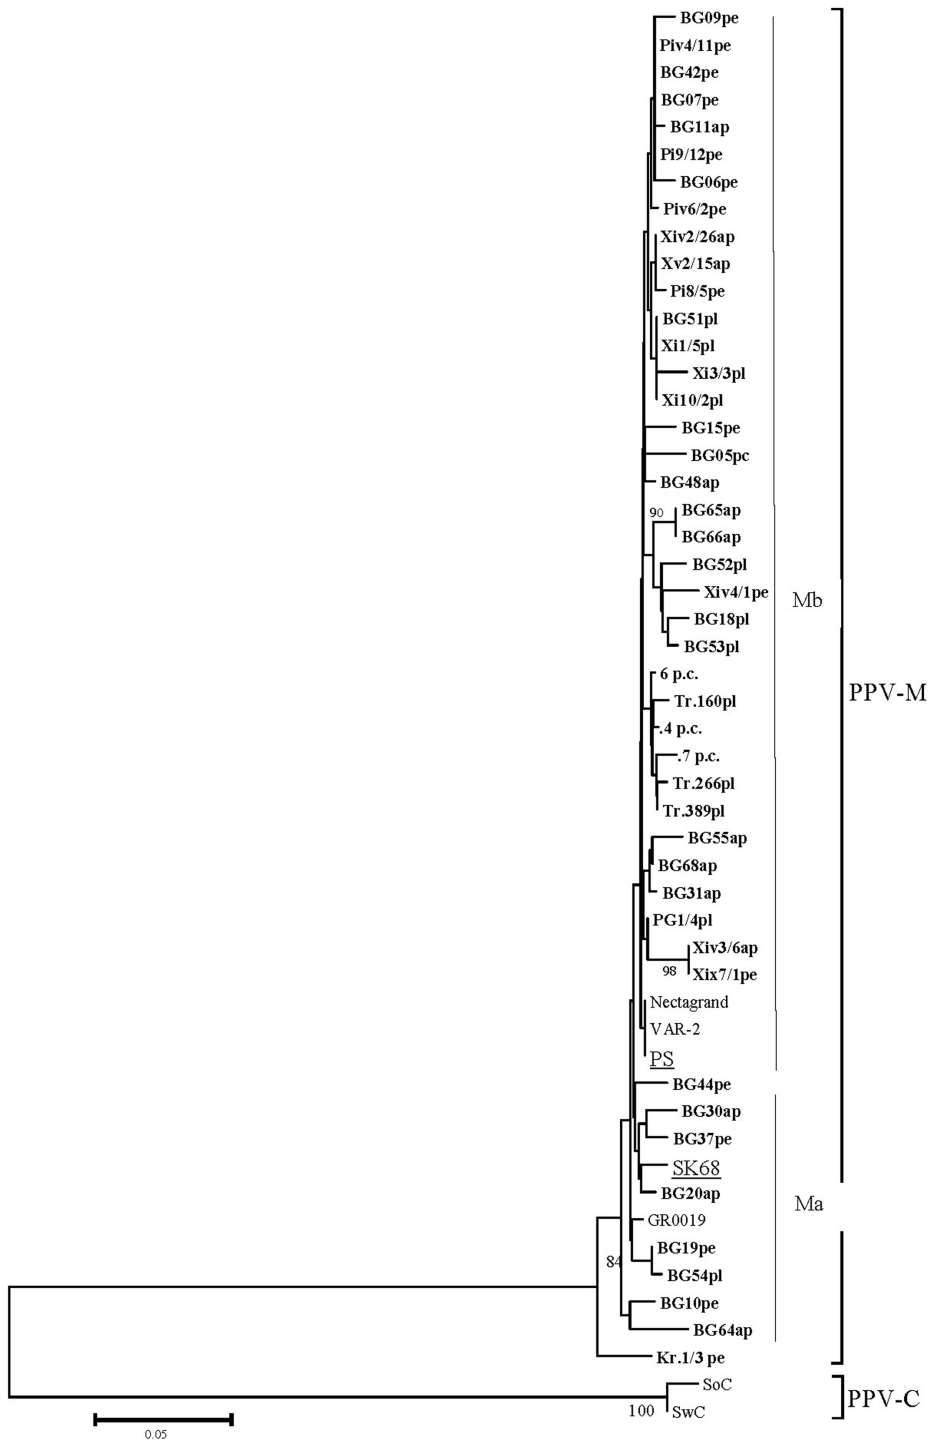 BG09pe
Piv4/11pe
BG42pe
BG07pe
BG11ap
Pi9/12pe
BG06pe
Piv6/2pe
Xiv2/26ap
Xv2/15ap
Pi8/5pe
BG51pl
Xi1/5pl
Xi3/3pl
Xi10/2pl
BG15pe
BG05pc
BG48ap
90
BG65ap
BG66ap
BG52pl
Xiv4/1pe
Mb
BG18pl
BG53pl
6 p.c.
PPV-M
Tr.160pl
.4 p.c.
.7 p.c.
Tr.266pl
Tr.389pl
BG55ap
BG68ap
BG31ap
PG1/4pl
Xiv3/6ap
98
Xix7/1pe
Nectagrand
VAR-2
PS
BG44pe
BG30ap
BG37pe
SK68
BG20ap
Ma
GR0019
BG19pe
84
BG54pl
BG10pe
BG64ap
Kr.1/3 pe
SoC
PPV-C
100
SwC
0.05